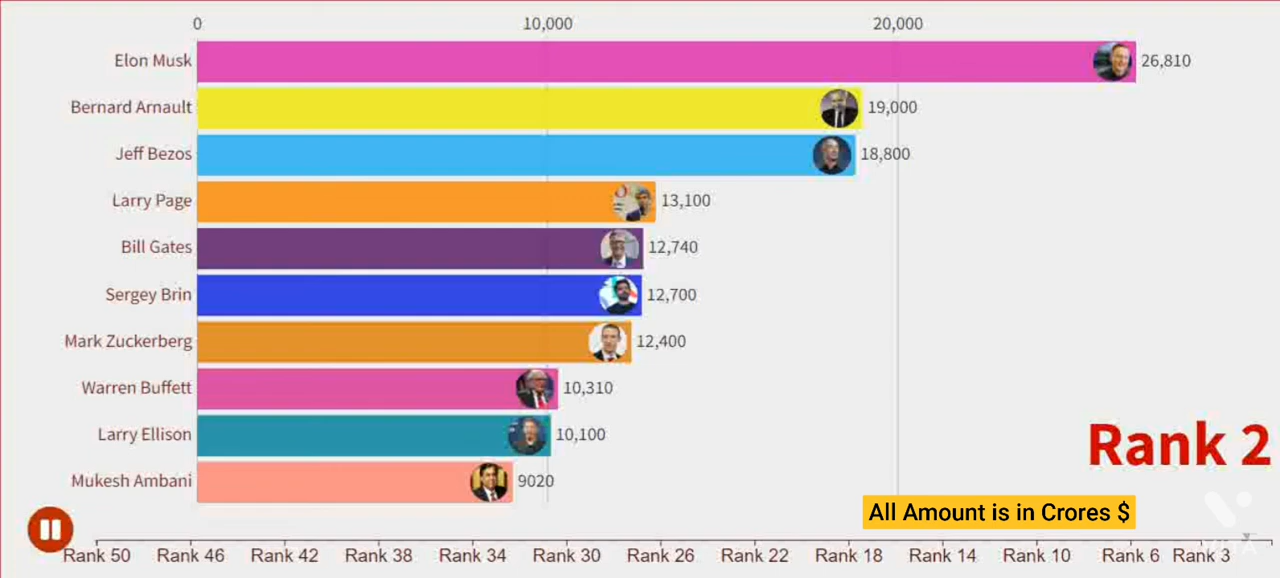 0 10,000 20,000
Elon Musk 26,810
Bernard Arnault 19,000
Jeff Bezos 18,800
Larry Page 13,100
Bill Gates 12,740
Sergey Brin 12,700
Mark Zuckerberg 12,400
Warren Buffett 10,310
Larry Ellison 10,100
Rank 2
Mukesh Ambani 9020
All Amount is in Crores $
VITA
Rank 50 Rank 46 Rank 42 Rank 38 Rank 34 Rank 30 Rank 26 Rank 22 Rank 18 Rank 14 Rank 10 Rank 6 Rank 3